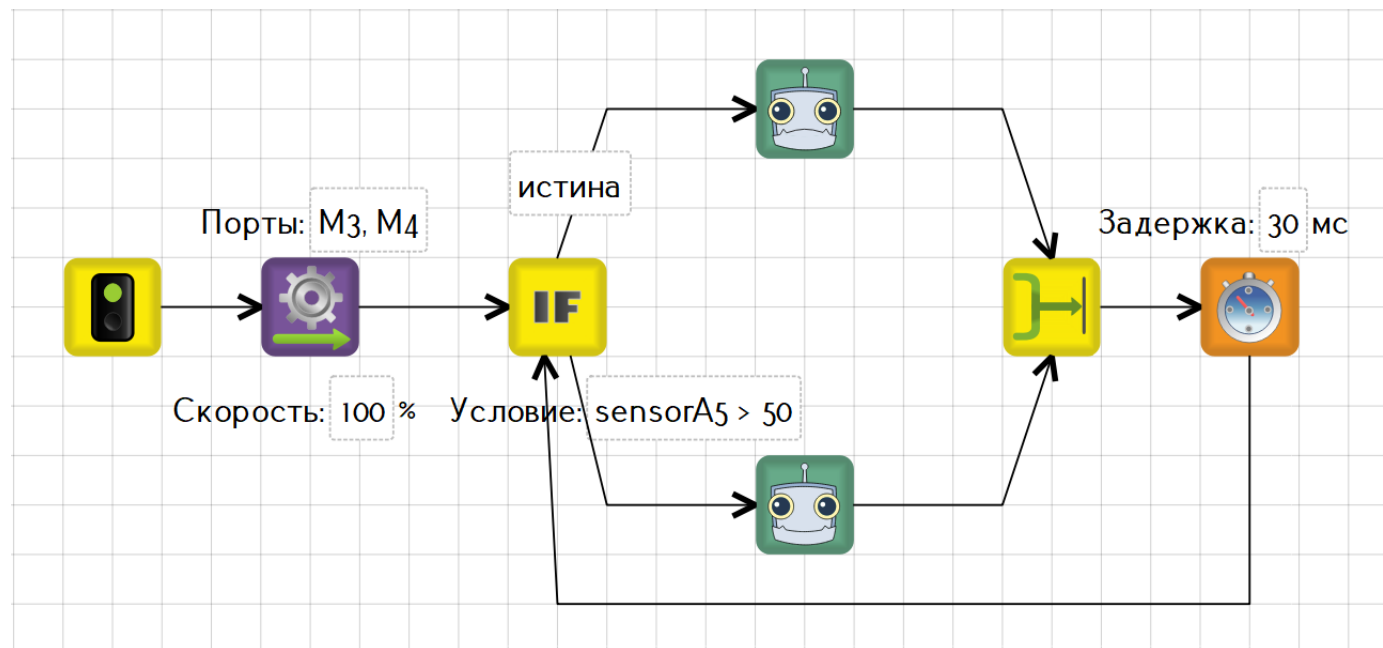 истина
Порты: M3, M4
Задержка: 30 мс
IF
Скорость: 100 %
Условие: sensorA5 > 50